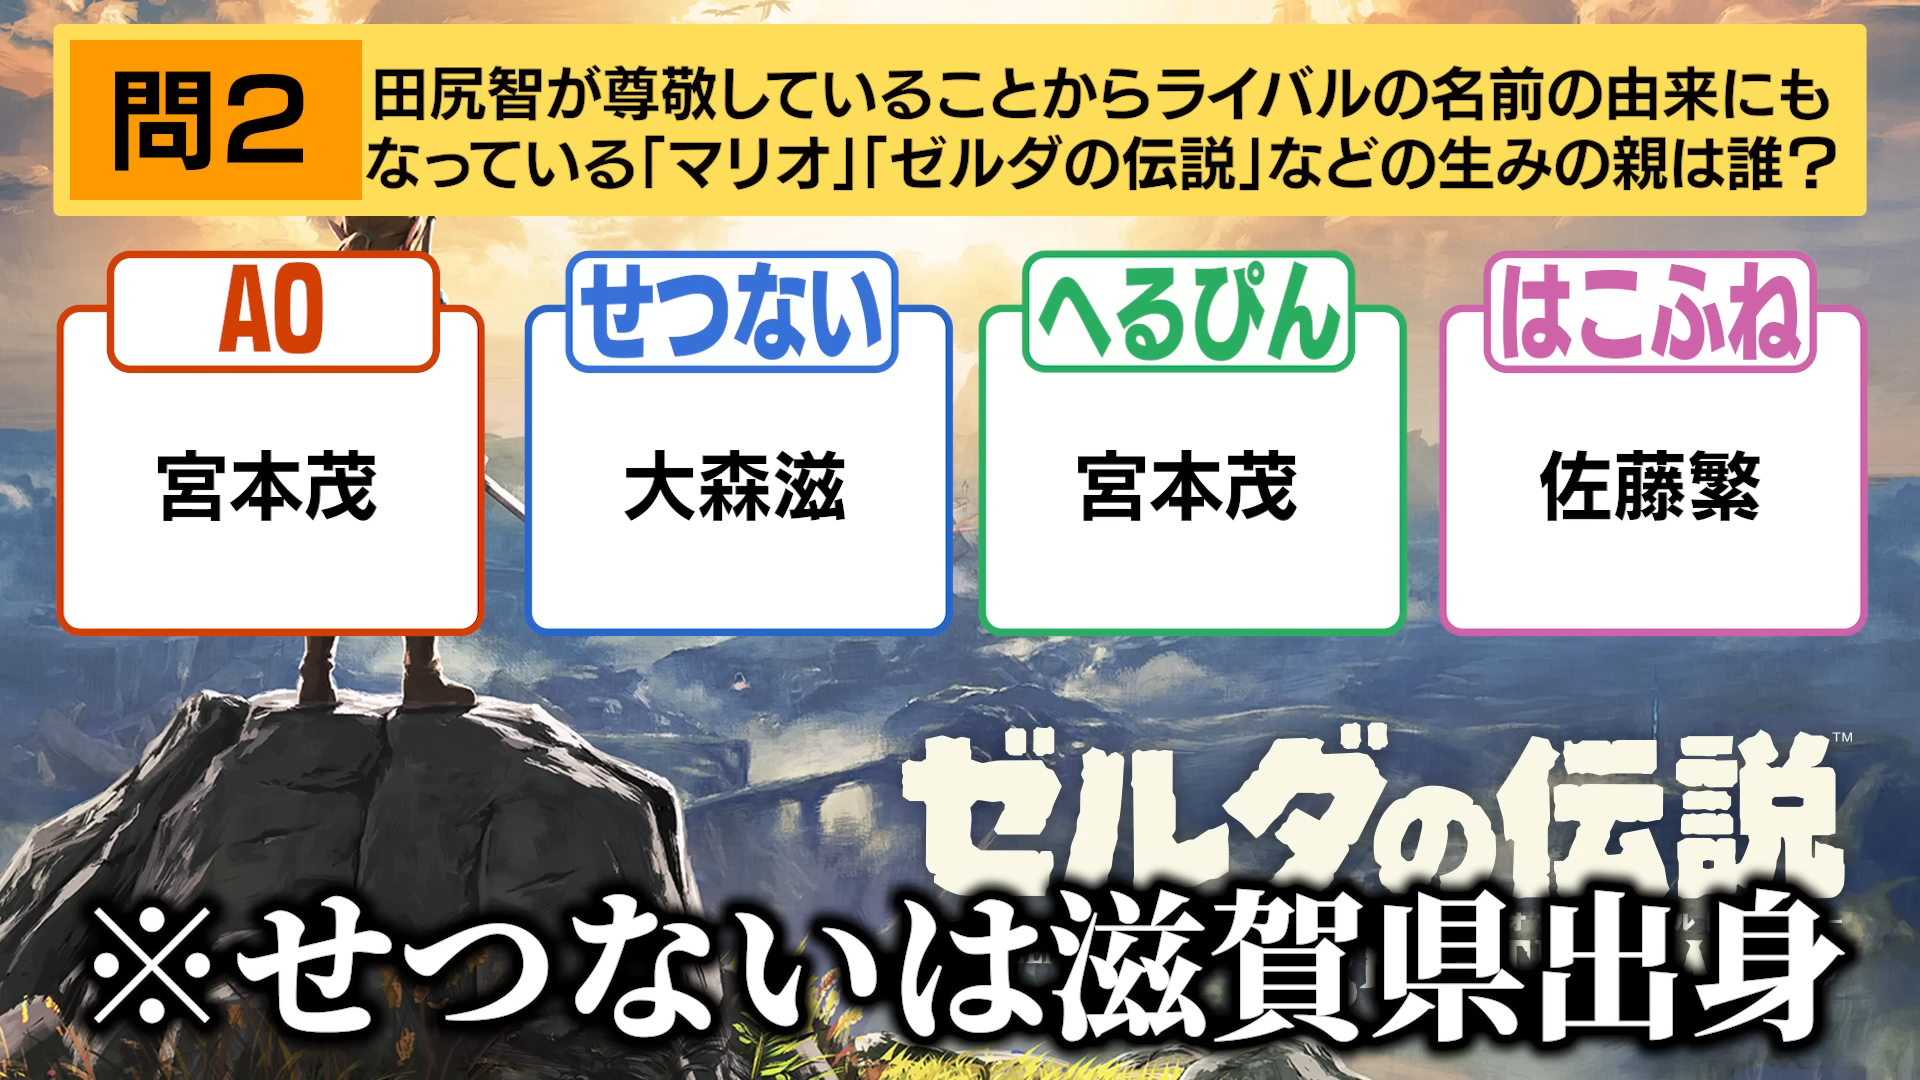 問2
田尻智が尊敬していることからライバルの名前の由来にも
なっている「マリオ」「ゼルダの伝説」などの生みの親は誰?
AO
せつない
へるぴん
はこふね
宮本茂
大森滋
宮本茂
佐藤繁
ゼルダの伝説™
※せつないは滋賀県出身